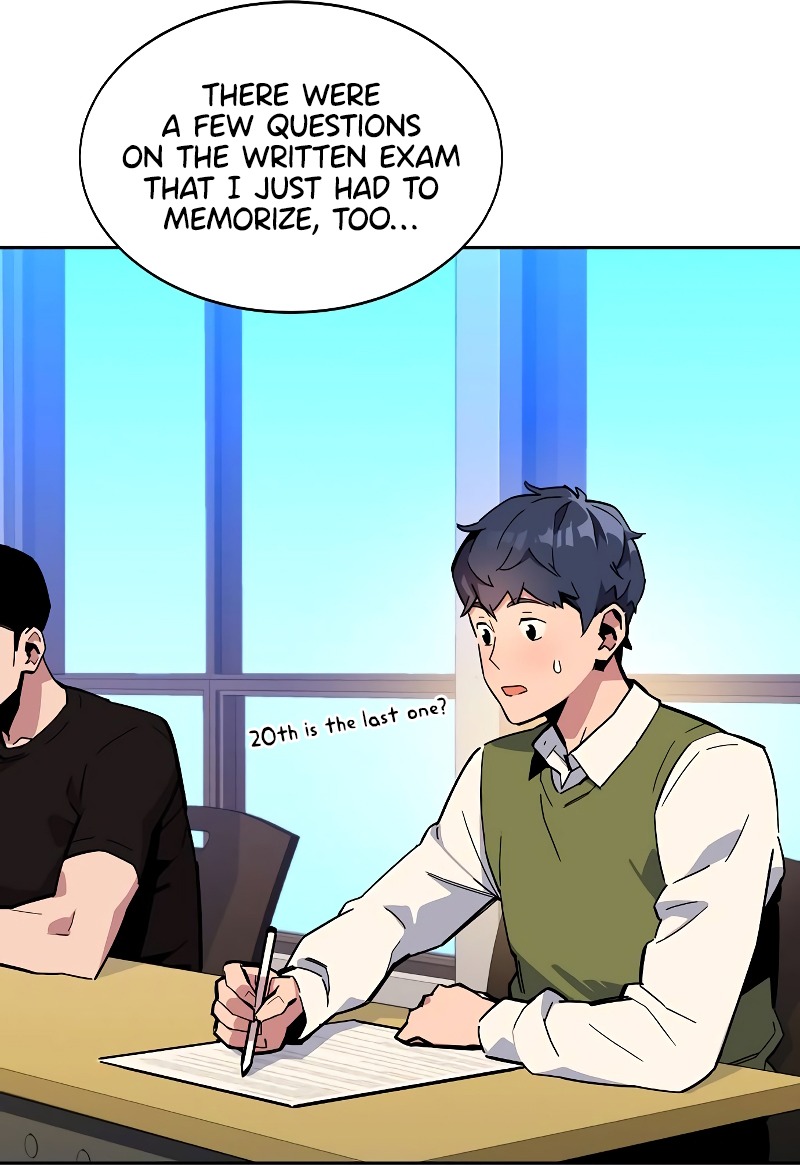 THERE WERE
A FEW QUESTIONS
ON THE WRITTEN EXAM
THAT I JUST HAD TO
MEMORIZE, TOO...
20th is the last one?